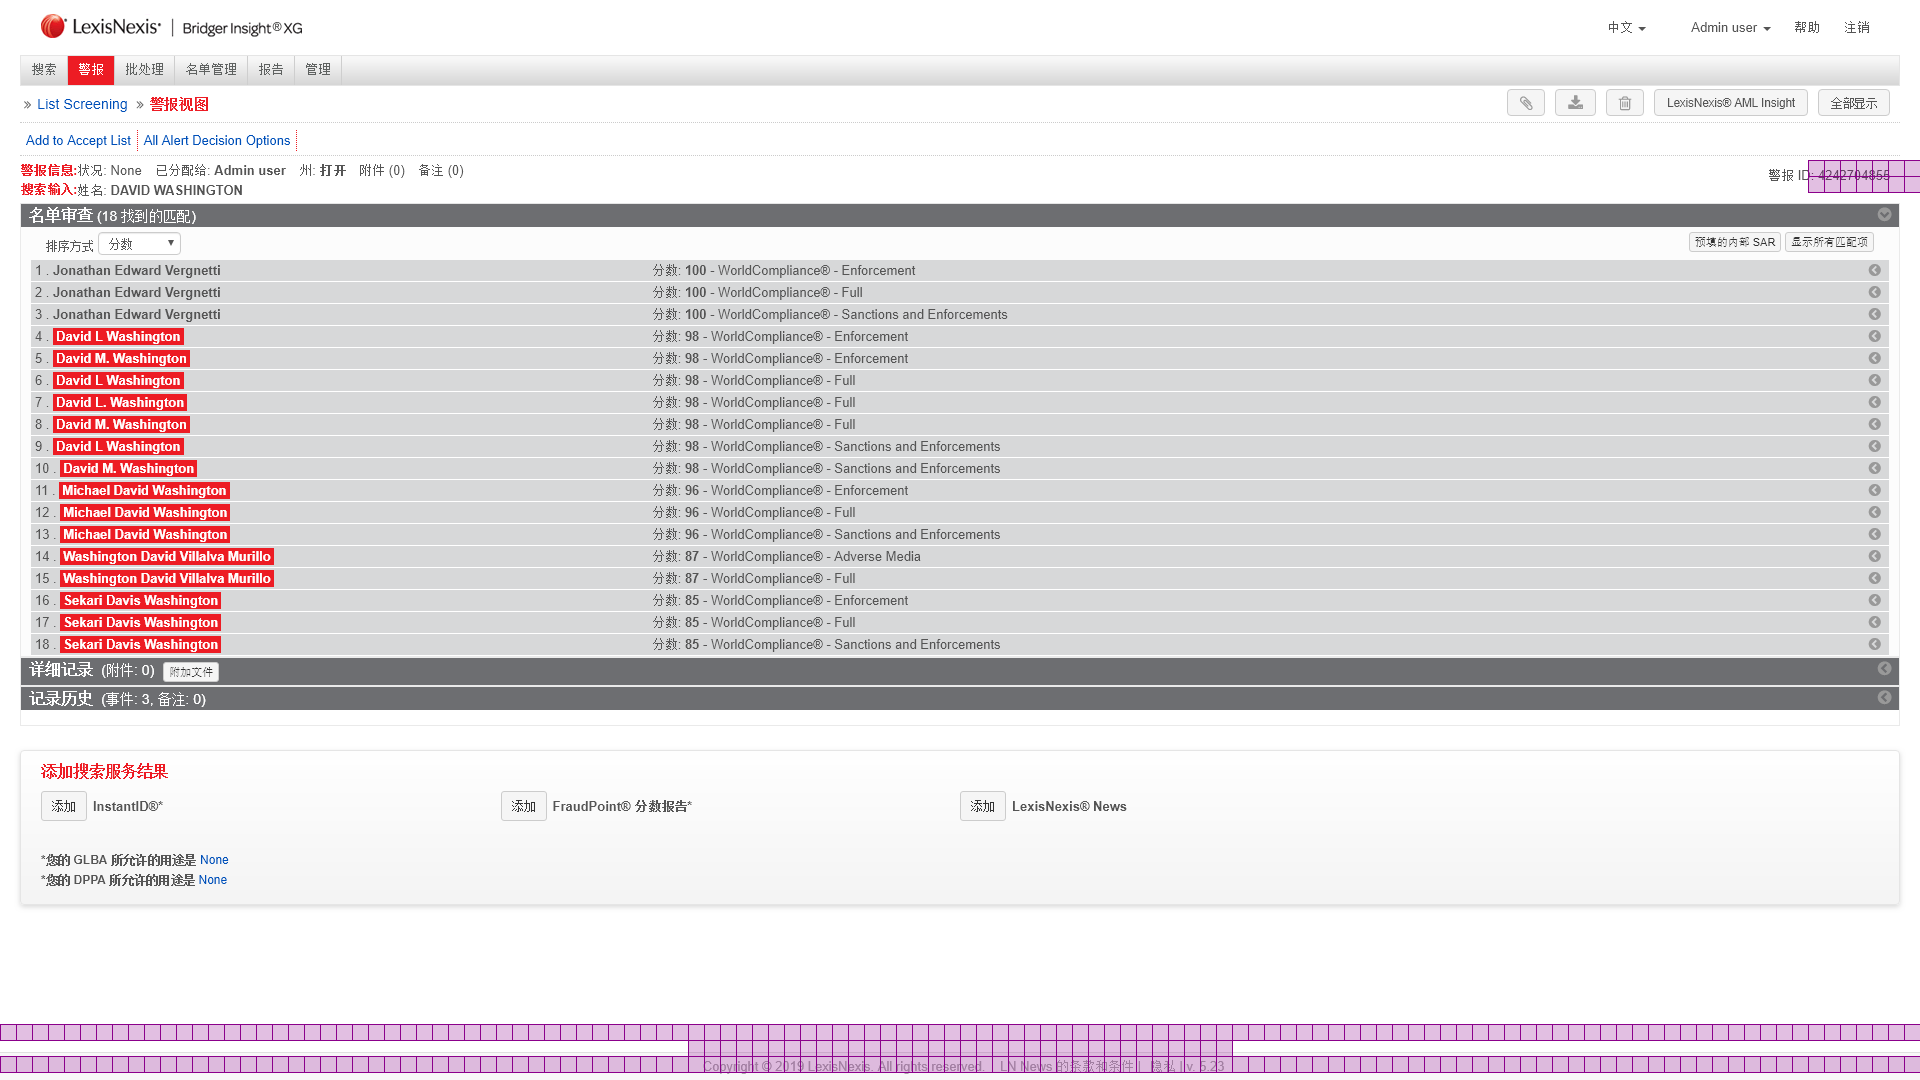 LexisNexis® | Bridger Insight® XG
中文 Admin user 帮助 注销
搜索 警报 批处理 名单管理 报告 管理
» List Screening » 警报视图
LexisNexis® AML Insight 全部显示
Add to Accept List All Alert Decision Options
警报信息:状况: None 已分配给: Admin user 州: 打开 附件 (0) 备注 (0)
警报 ID: 4242704855
搜索输入:姓名: DAVID WASHINGTON
名单审查 (18 找到的匹配)
排序方式 分数
预填的内部 SAR 显示所有匹配项
1 . Jonathan Edward Vergnetti 分数: 100 - WorldCompliance® - Enforcement
2 . Jonathan Edward Vergnetti 分数: 100 - WorldCompliance® - Full
3 . Jonathan Edward Vergnetti 分数: 100 - WorldCompliance® - Sanctions and Enforcements
4 . David L Washington 分数: 98 - WorldCompliance® - Enforcement
5 . David M. Washington 分数: 98 - WorldCompliance® - Enforcement
6 . David L Washington 分数: 98 - WorldCompliance® - Full
7 . David L. Washington 分数: 98 - WorldCompliance® - Full
8 . David M. Washington 分数: 98 - WorldCompliance® - Full
9 . David L Washington 分数: 98 - WorldCompliance® - Sanctions and Enforcements
10 . David M. Washington 分数: 98 - WorldCompliance® - Sanctions and Enforcements
11 . Michael David Washington 分数: 96 - WorldCompliance® - Enforcement
12 . Michael David Washington 分数: 96 - WorldCompliance® - Full
13 . Michael David Washington 分数: 96 - WorldCompliance® - Sanctions and Enforcements
14 . Washington David Villalva Murillo 分数: 87 - WorldCompliance® - Adverse Media
15 . Washington David Villalva Murillo 分数: 87 - WorldCompliance® - Full
16 . Sekari Davis Washington 分数: 85 - WorldCompliance® - Enforcement
17 . Sekari Davis Washington 分数: 85 - WorldCompliance® - Full
18 . Sekari Davis Washington 分数: 85 - WorldCompliance® - Sanctions and Enforcements
详细记录 (附件: 0) 附加文件
记录历史 (事件: 3, 备注: 0)
添加搜索服务结果
添加 InstantID®* 添加 FraudPoint® 分数报告* 添加 LexisNexis® News
*您的 GLBA 所允许的用途是 None
*您的 DPPA 所允许的用途是 None
Copyright © 2019 LexisNexis. All rights reserved. LN News 的条款和条件 | 隐私 | v. 5.23